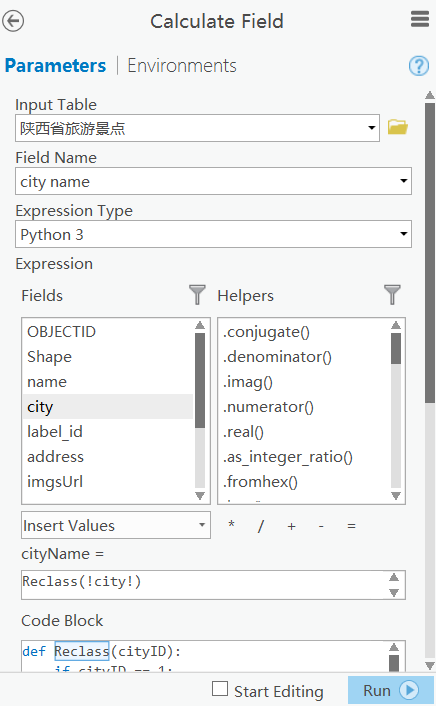 Calculate Field
Parameters | Environments
Input Table
陕西省旅游景点
Field Name
city name
Expression Type
Python 3
Expression
Fields Helpers
OBJECTID .conjugate()
Shape .denominator()
name .imag()
city .numerator()
label_id .real()
address .as_integer_ratio()
imgsUrl .fromhex()
Insert Values * / + - =
cityName =
Reclass(!city!)
Code Block
def Reclass(cityID):
if cityID == 1:
Start Editing Run